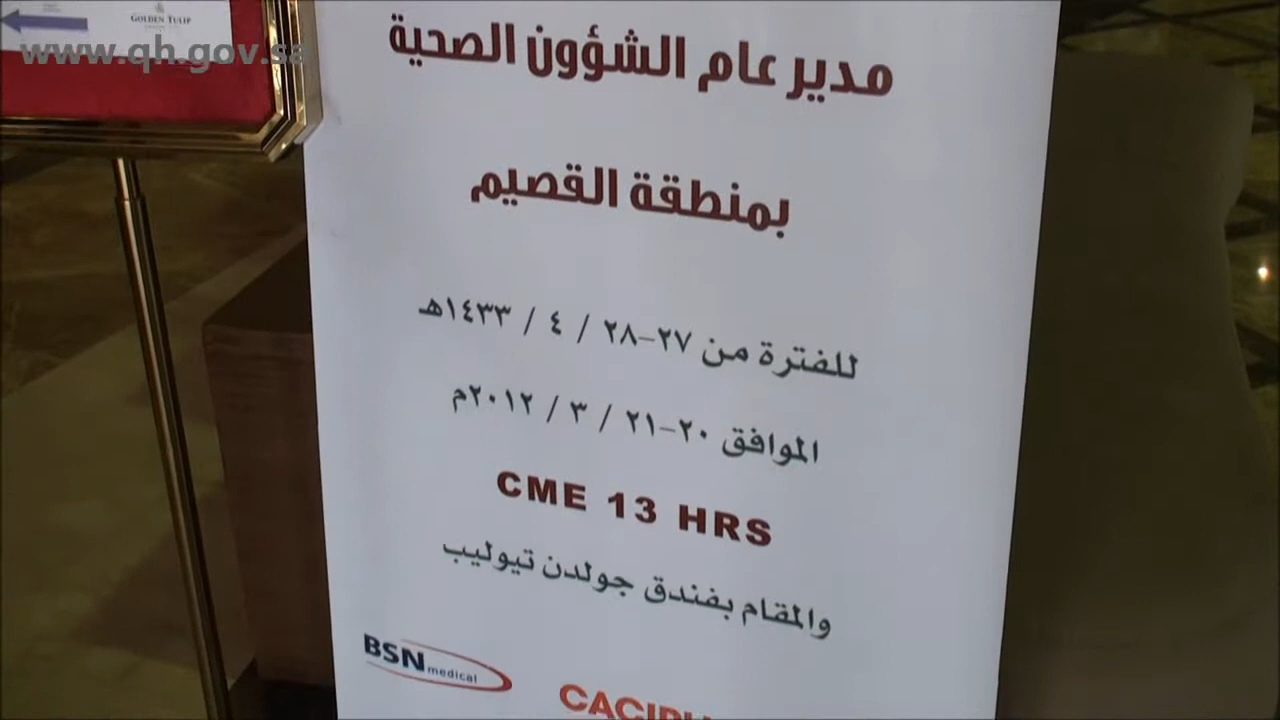 GOLDEN TULIP
www.qh.gov.sa
مدير عام الشؤون الصحية
بمنطقة القصيم
للفترة من ٢٧-٢٨ / ٤ / ١٤٣٣هـ
الموافق ٢٠-٢١ / ٣ / ٢٠١٢م
CME 13 HRS
والمقام بفندق جولدن تيوليب
BSN medical